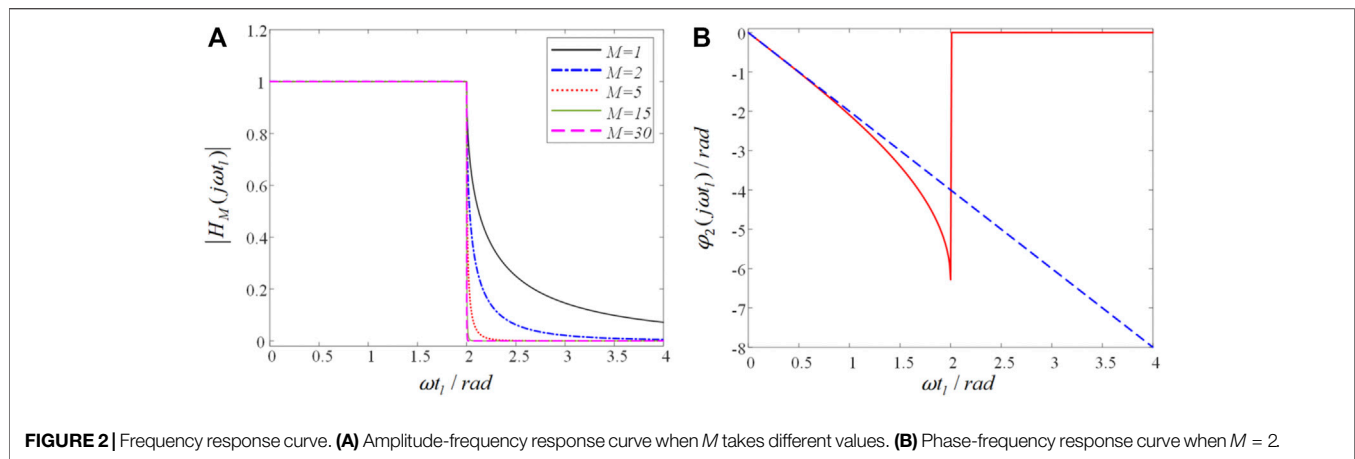 A
1.2
1
0.8
0.6
0.4
0.2
0
0 0.5 1 1.5 2 2.5 3 3.5 4
|H_M(jωt_l)|
ωt_l / rad
M=1
M=2
M=5
M=15
M=30
B
0
-1
-2
-3
-4
-5
-6
-7
-8
0 0.5 1 1.5 2 2.5 3 3.5 4
φ_2(jωt_l) / rad
ωt_l / rad
FIGURE 2 | Frequency response curve. (A) Amplitude-frequency response curve when M takes different values. (B) Phase-frequency response curve when M = 2.